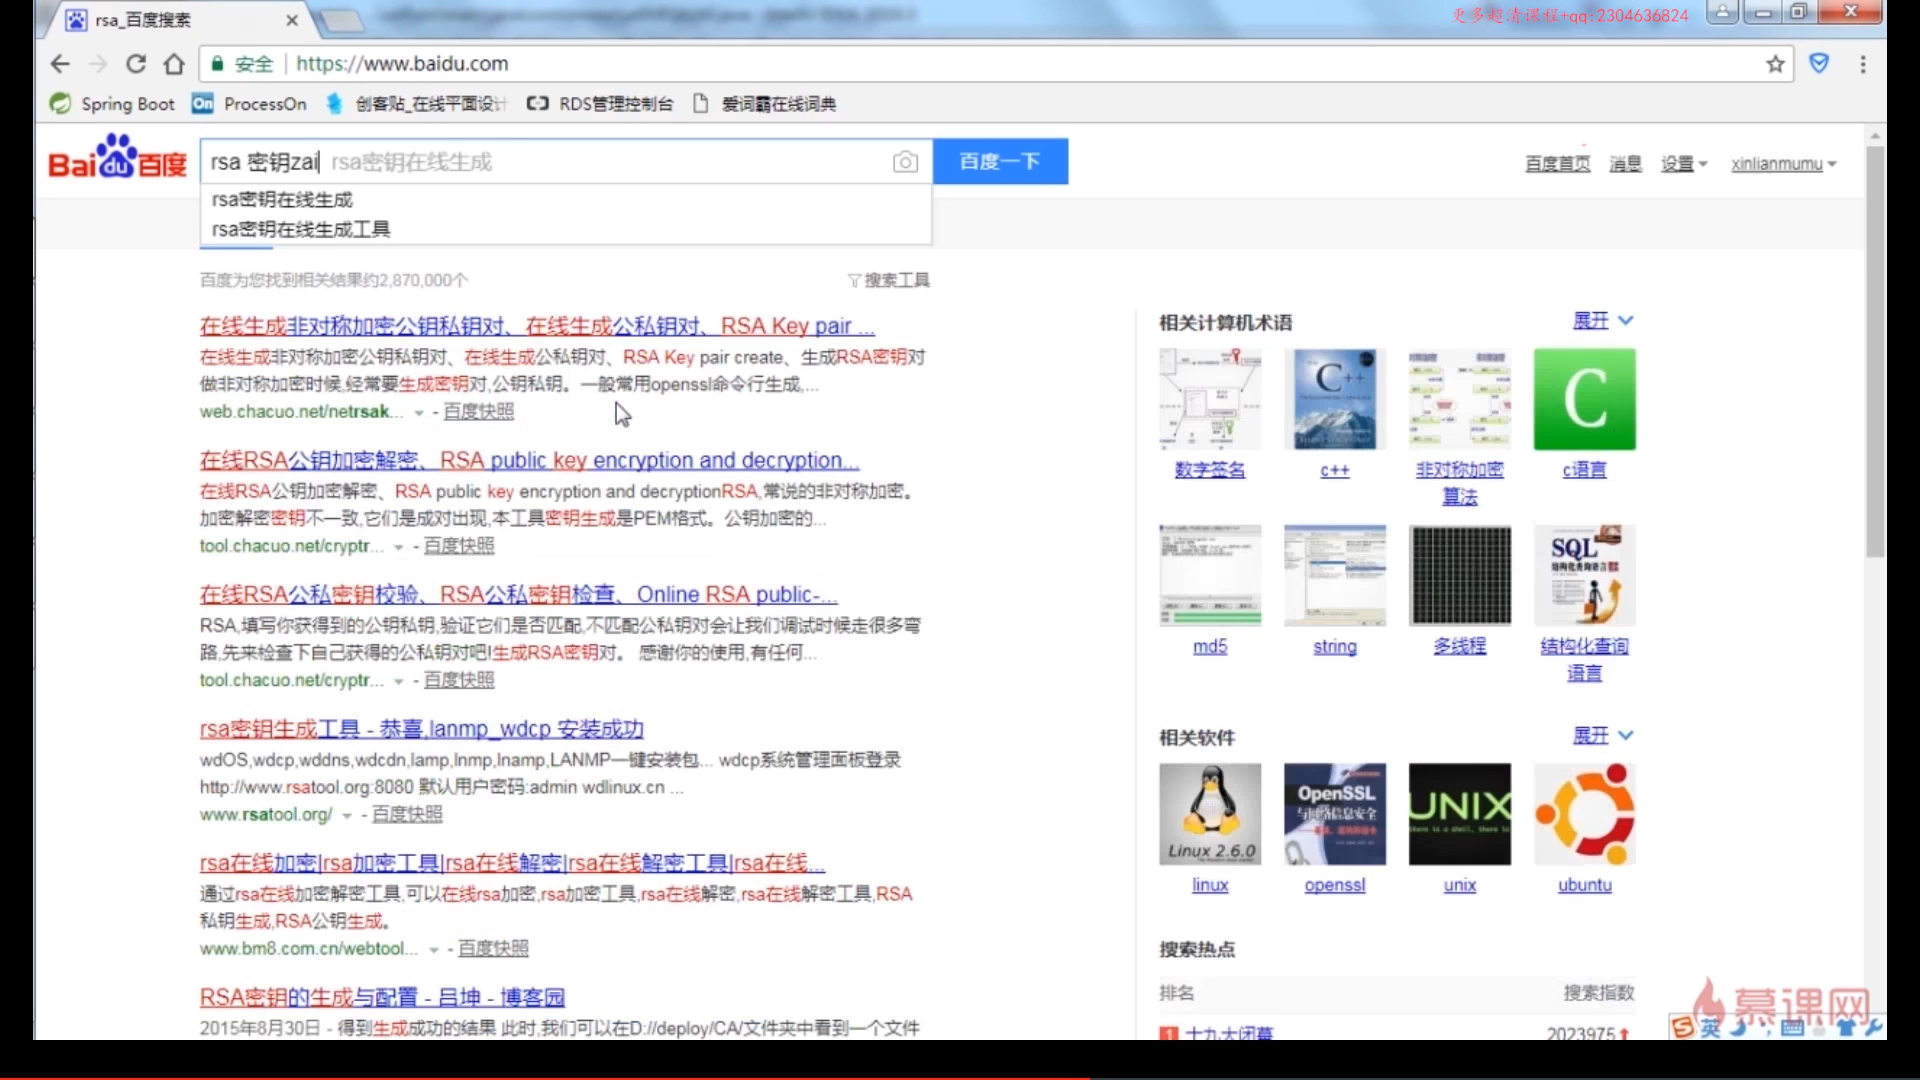 rsa_百度搜索
更多超清课程+qq:2304636824
安全 https://www.baidu.com
Spring Boot ProcessOn 创客贴_在线平面设计 RDS管理控制台 爱词霸在线词典
Bai du 百度 rsa 密钥zai rsa密钥在线生成 百度一下 百度首页 消息 设置 xinlianmumu
rsa密钥在线生成
rsa密钥在线生成工具
百度为您找到相关结果约2,870,000个 搜索工具
在线生成非对称加密公钥私钥对、在线生成公私钥对、RSA Key pair ...
在线生成非对称加密公钥私钥对、在线生成公私钥对、RSA Key pair create、生成RSA密钥对
做非对称加密时候,经常要生成密钥对,公钥私钥。一般常用openssl命令行生成,...
web.chacuo.net/netrsak... - 百度快照
在线RSA公钥加密解密、RSA public key encryption and decryption...
在线RSA公钥加密解密、RSA public key encryption and decryptionRSA,常说的非对称加密。
加密解密密钥不一致,它们是成对出现,本工具密钥生成是PEM格式。公钥加密的...
tool.chacuo.net/cryptr... - 百度快照
在线RSA公私密钥校验、RSA公私密钥检查、Online RSA public-...
RSA,填写你获得到的公钥私钥,验证它们是否匹配,不匹配公私钥对会让我们调试时候走很多弯
路,先来检查下自己获得的公私钥对吧!生成RSA密钥对。 感谢你的使用,有任何...
tool.chacuo.net/cryptr... - 百度快照
rsa密钥生成工具 - 恭喜,lanmp_wdcp 安装成功
wdOS,wdcp,wddns,wdcdn,lamp,lnmp,lnamp,LANMP一键安装包... wdcp系统管理面板登录
http://www.rsatool.org:8080 默认用户密码:admin wdlinux.cn ...
www.rsatool.org/ - 百度快照
rsa在线加密|rsa加密工具|rsa在线解密|rsa在线解密工具|rsa在线...
通过rsa在线加密解密工具,可以在线rsa加密,rsa加密工具,rsa在线解密,rsa在线解密工具,RSA
私钥生成,RSA公钥生成。
www.bm8.com.cn/webtool... - 百度快照
RSA密钥的生成与配置 - 吕坤 - 博客园
2015年8月30日 - 得到生成成功的结果 此时,我们可以在D://deploy/CA/文件夹中看到一个文件
相关计算机术语 展开
C++
C
数字签名 c++ 非对称加密 c语言
算法
SQL
结构化查询语言
md5 string 多线程 结构化查询
语言
相关软件 展开
OpenSSL
与网络信息安全
UNIX
Linux 2.6.0
linux openssl unix ubuntu
搜索热点
排名 搜索指数
1 十九大闭幕 2023975
慕课网
英